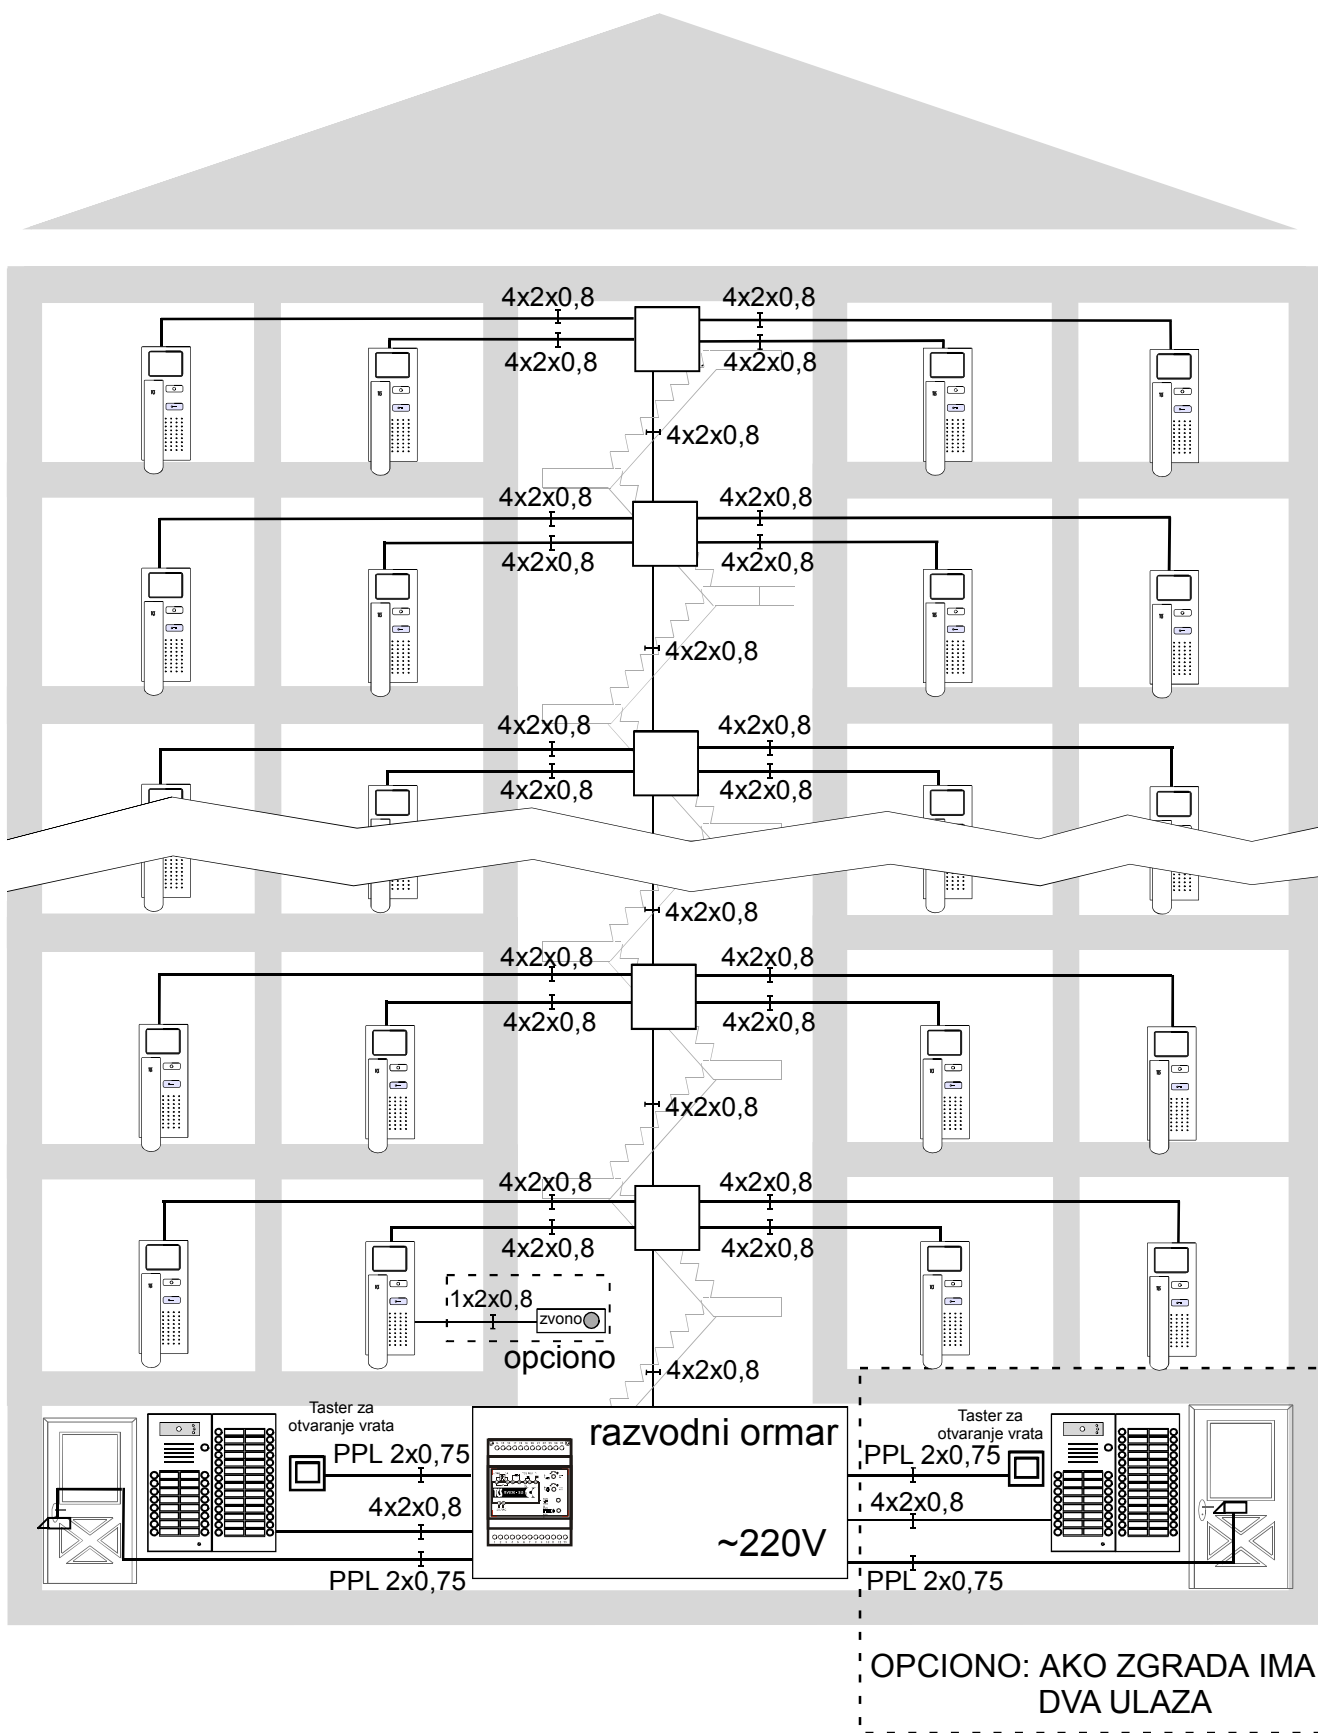 4x2x0,8 4x2x0,8
4x2x0,8 4x2x0,8
4x2x0,8
4x2x0,8 4x2x0,8
4x2x0,8 4x2x0,8
4x2x0,8
4x2x0,8 4x2x0,8
4x2x0,8 4x2x0,8
4x2x0,8
4x2x0,8 4x2x0,8
4x2x0,8 4x2x0,8
4x2x0,8
4x2x0,8 4x2x0,8
4x2x0,8 4x2x0,8
1x2x0,8
zvono
opciono
4x2x0,8
Taster za
otvaranje vrata
PPL 2x0,75
4x2x0,8
PPL 2x0,75
razvodni ormar
~220V
Taster za
otvaranje vrata
PPL 2x0,75
4x2x0,8
PPL 2x0,75
OPCIONO: AKO ZGRADA IMA
DVA ULAZA